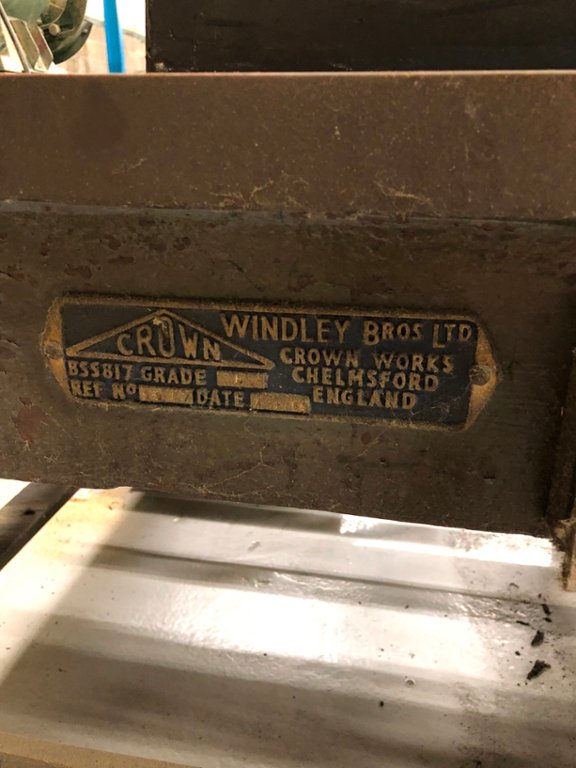 CROWN
BSS817 GRADE
REF NO DATE
WINDLEY BROS LTD
CROWN WORKS
CHELMSFORD
ENGLAND